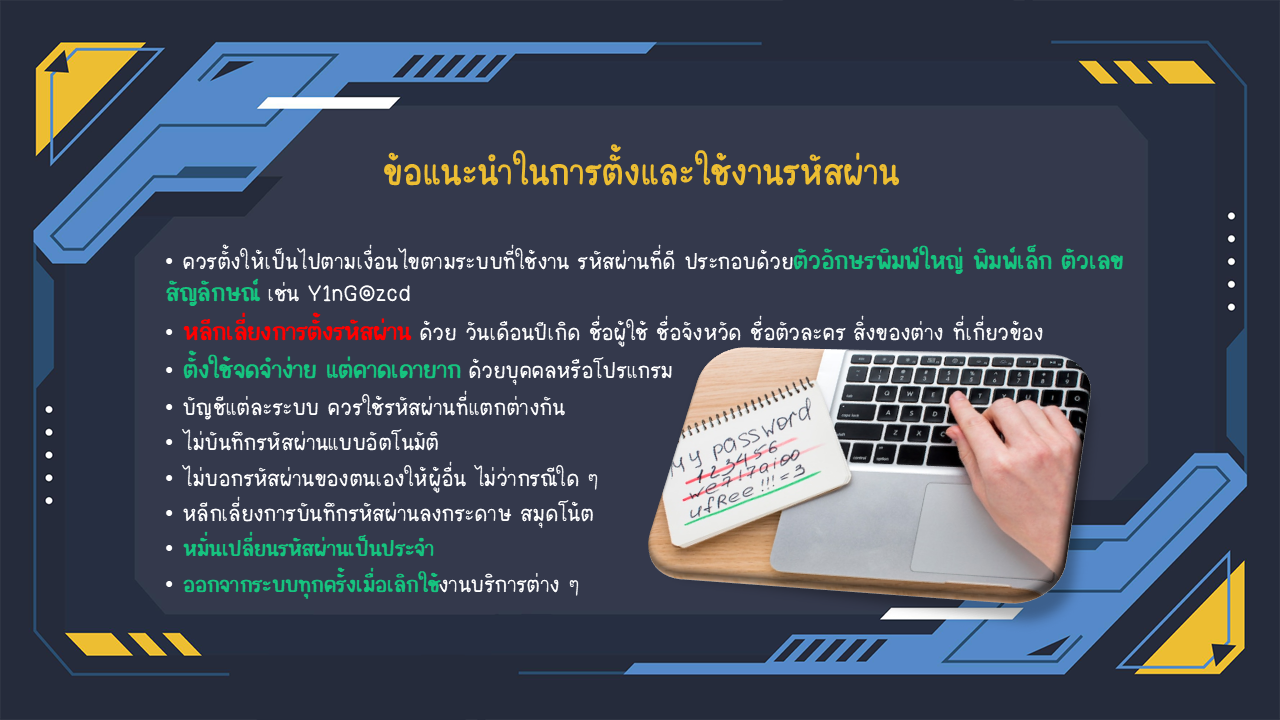 ข้อแนะนำในการตั้งและใช้งานรหัสผ่าน
• ควรตั้งให้เป็นไปตามเงื่อนไขตามระบบที่ใช้งาน รหัสผ่านที่ดี ประกอบด้วยตัวอักษรพิมพ์ใหญ่ พิมพ์เล็ก ตัวเลข
สัญลักษณ์ เช่น Y1nG@zcd
• หลีกเลี่ยงการตั้งรหัสผ่าน ด้วย วันเดือนปีเกิด ชื่อผู้ใช้ ชื่อจังหวัด ชื่อตัวละคร สิ่งของต่าง ที่เกี่ยวข้อง
• ตั้งใช้จดจำง่าย แต่คาดเดายาก ด้วยบุคคลหรือโปรแกรม
• บัญชีแต่ละระบบ ควรใช้รหัสผ่านที่แตกต่างกัน
• ไม่บันทึกรหัสผ่านแบบอัตโนมัติ
• ไม่บอกรหัสผ่านของตนเองให้ผู้อื่น ไม่ว่ากรณีใด ๆ
• หลีกเลี่ยงการบันทึกรหัสผ่านลงกระดาษ สมุดโน้ต
• หมั่นเปลี่ยนรหัสผ่านเป็นประจำ
• ออกจากระบบทุกครั้งเมื่อเลิกใช้งานบริการต่าง ๆ
MY PASSWORD
123456
we717aioo
4fRee!!!=3